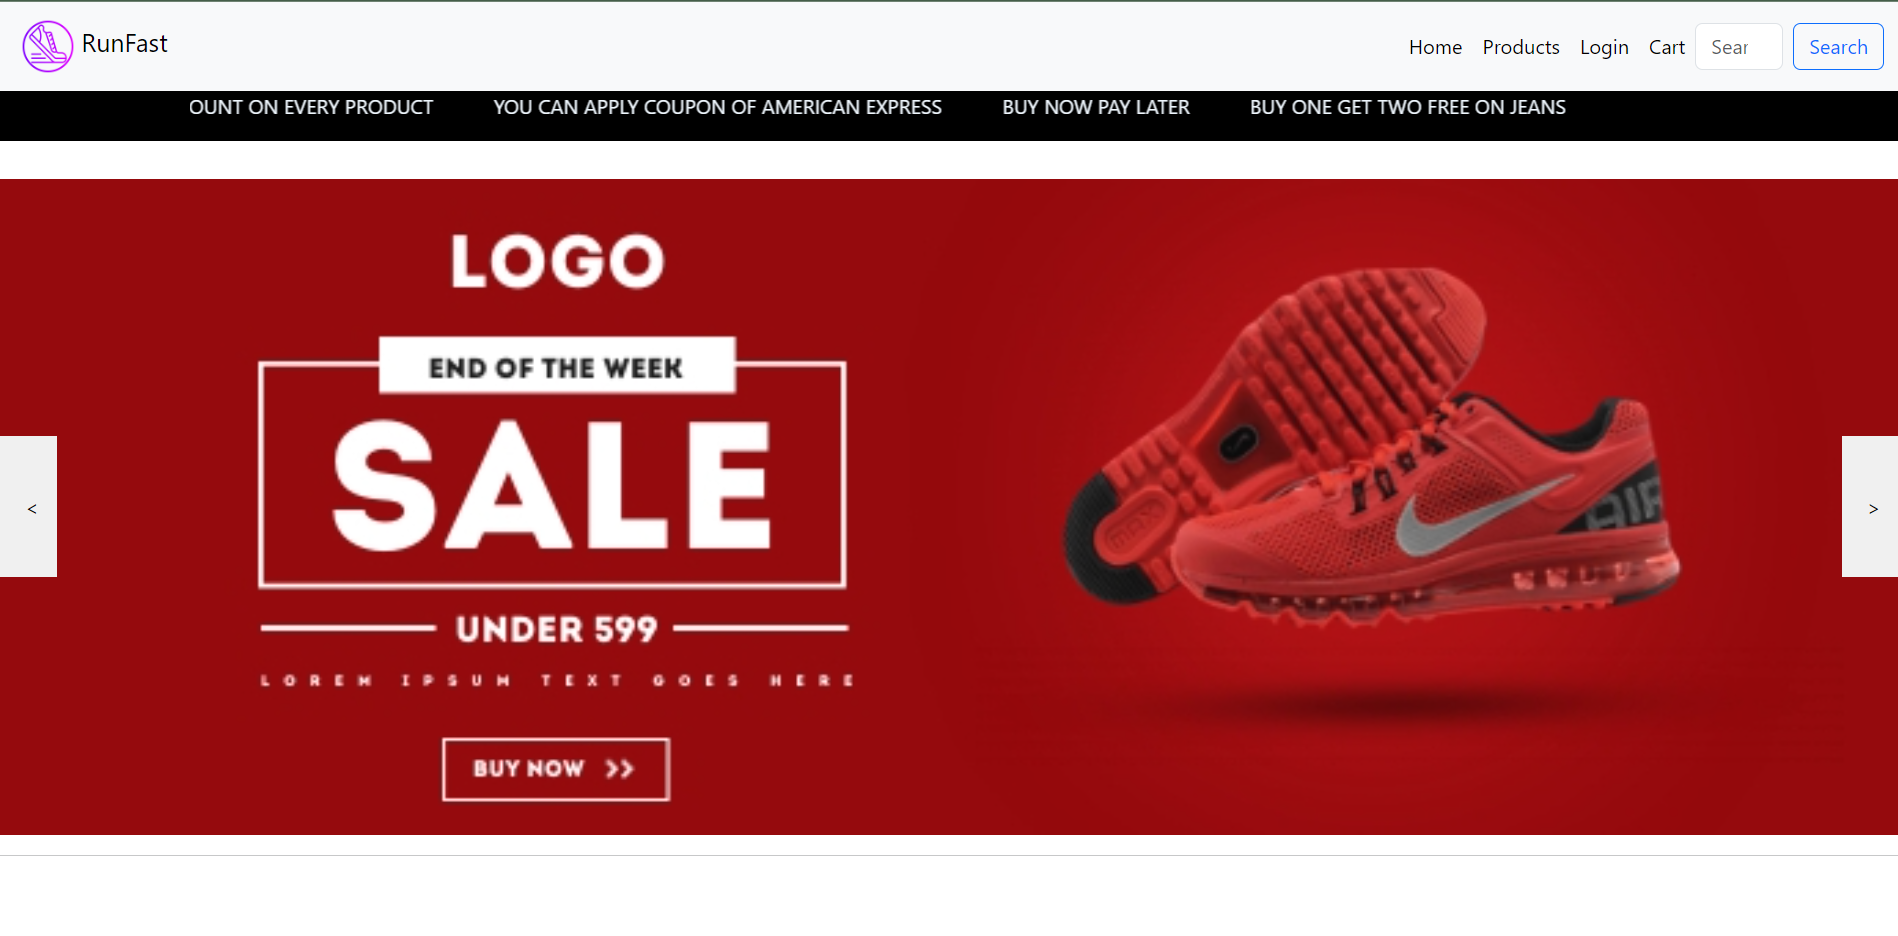 RunFast
Home Products Login Cart Sear Search
OUNT ON EVERY PRODUCT YOU CAN APPLY COUPON OF AMERICAN EXPRESS BUY NOW PAY LATER BUY ONE GET TWO FREE ON JEANS
LOGO
END OF THE WEEK
SALE
UNDER 599
LOREM IPSUM TEXT GOES HERE
BUY NOW >>
<
>
AIR
MAX